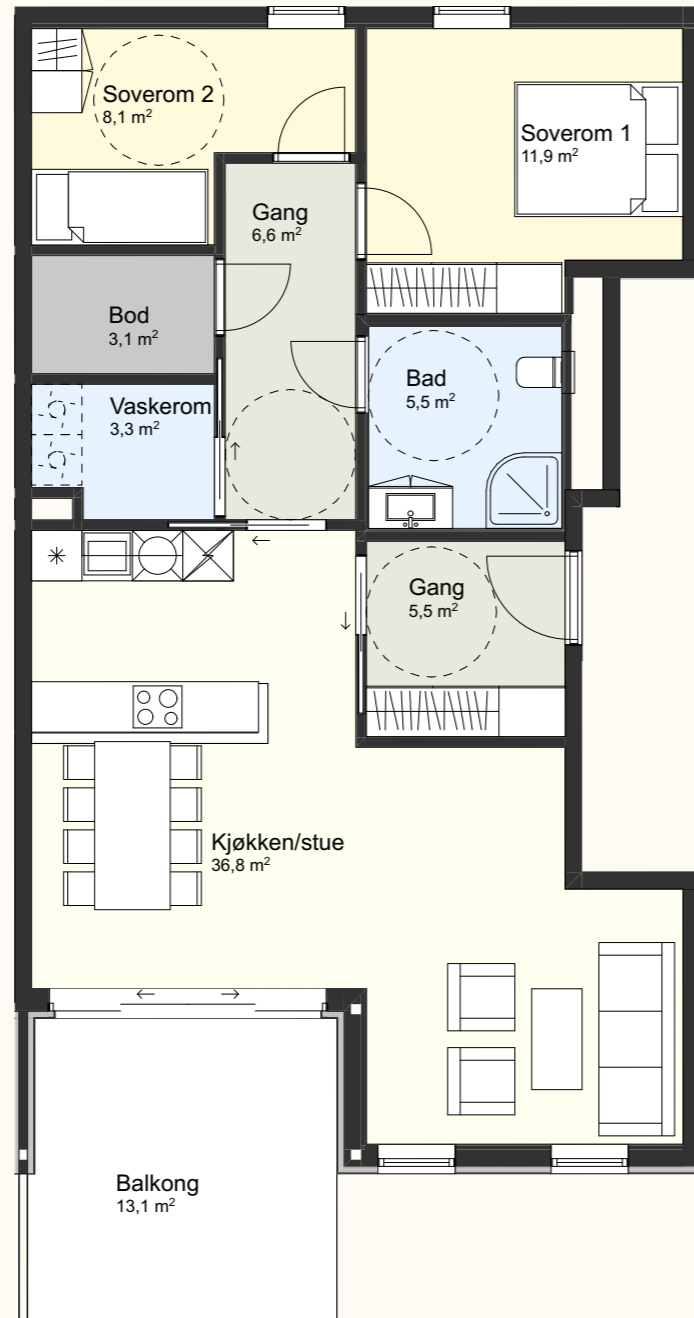 Soverom 2
8,1 m²
Soverom 1
11,9 m²
Gang
6,6 m²
Bod
3,1 m²
Bad
5,5 m²
Vaskerom
3,3 m²
Gang
5,5 m²
Kjøkken/stue
36,8 m²
Balkong
13,1 m²